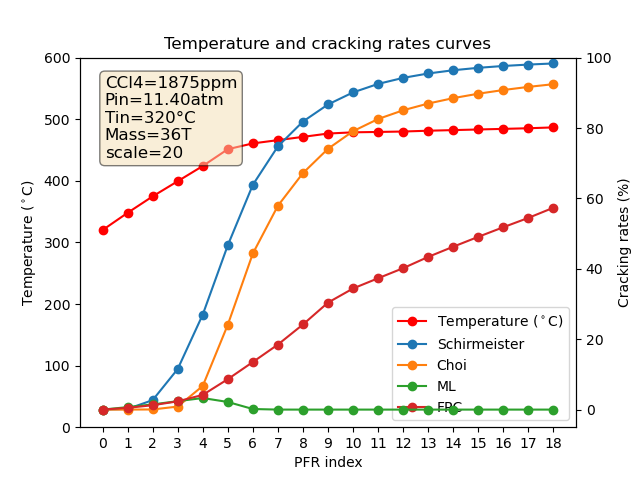 Temperature and cracking rates curves
CCl4=1875ppm
Pin=11.40atm
Tin=320°C
Mass=36T
scale=20
600
500
400
300
200
100
0
Temperature (°C)
100
80
60
40
20
0
Cracking rates (%)
Temperature (°C)
Schirmeister
Choi
ML
FPC
0 1 2 3 4 5 6 7 8 9 10 11 12 13 14 15 16 17 18
PFR index